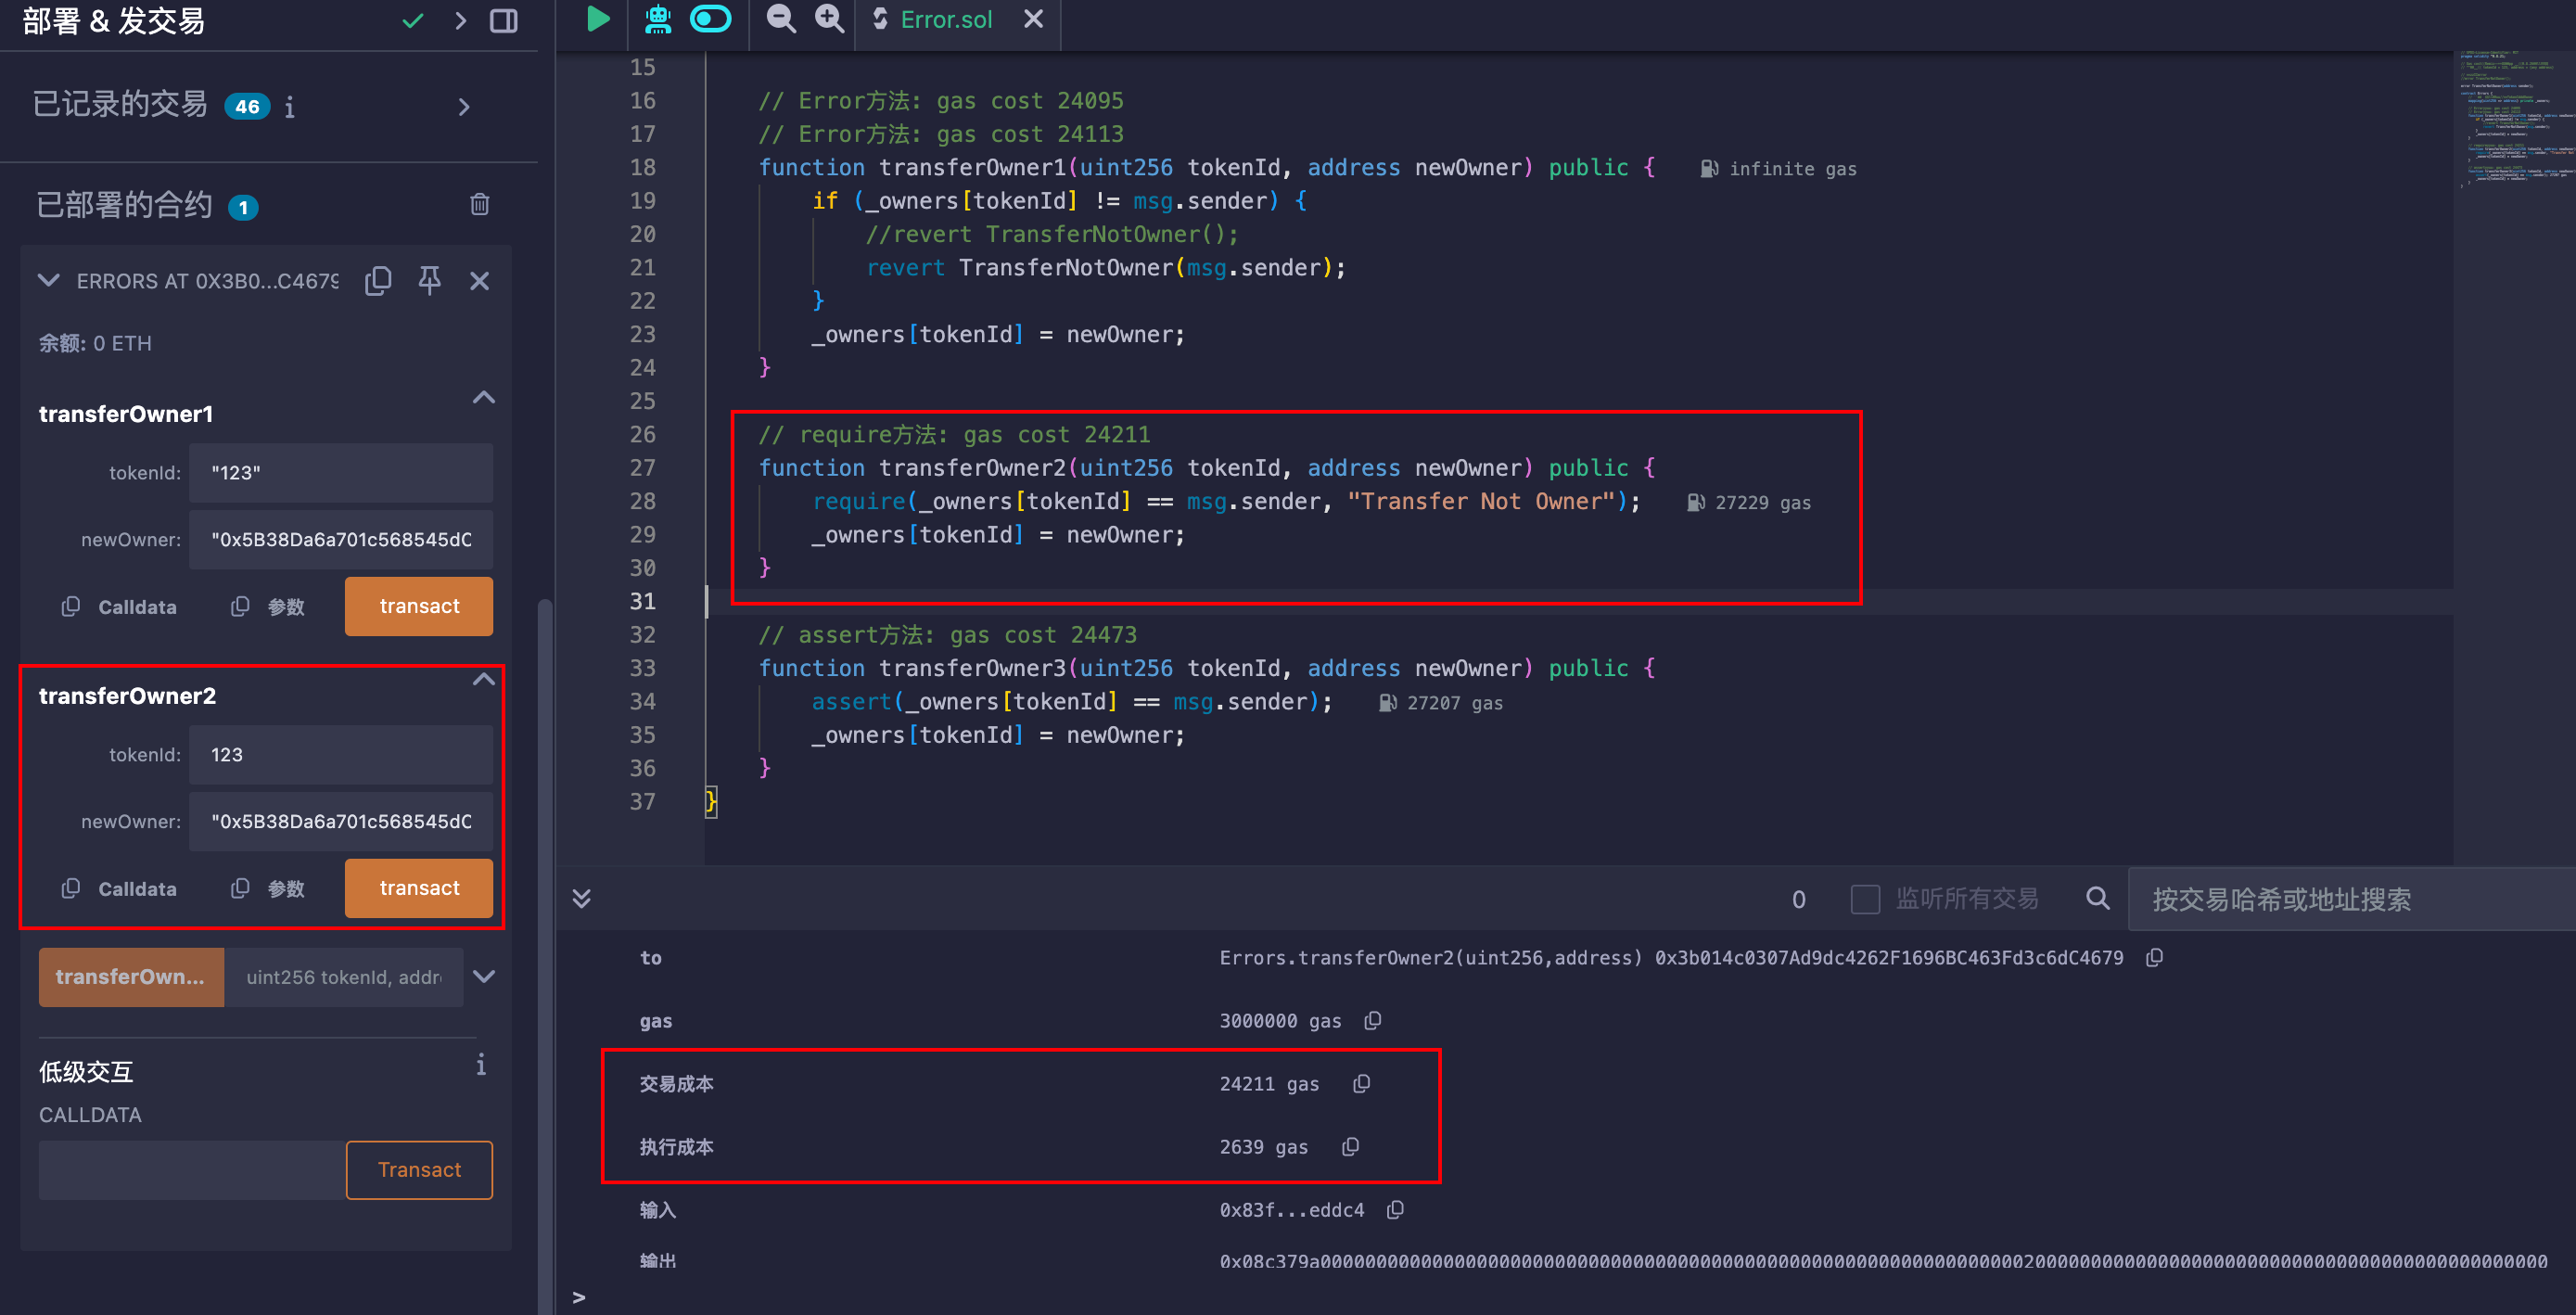 部署 & 发交易
已记录的交易 46 i
已部署的合约 1
ERRORS AT 0X3B0...C4679
余额: 0 ETH
transferOwner1
tokenId: "123"
newOwner: "0x5B38Da6a701c568545dC
Calldata 参数 transact
transferOwner2
tokenId: 123
newOwner: "0x5B38Da6a701c568545dC
Calldata 参数 transact
transferOwn... uint256 tokenId, addr
低级交互 i
CALLDATA
Transact
Error.sol
15
16 // Error方法: gas cost 24095
17 // Error方法: gas cost 24113
18 function transferOwner1(uint256 tokenId, address newOwner) public { infinite gas
19 if (_owners[tokenId] != msg.sender) {
20 //revert TransferNotOwner();
21 revert TransferNotOwner(msg.sender);
22 }
23 _owners[tokenId] = newOwner;
24 }
25
26 // require方法: gas cost 24211
27 function transferOwner2(uint256 tokenId, address newOwner) public {
28 require(_owners[tokenId] == msg.sender, "Transfer Not Owner"); 27229 gas
29 _owners[tokenId] = newOwner;
30 }
31
32 // assert方法: gas cost 24473
33 function transferOwner3(uint256 tokenId, address newOwner) public {
34 assert(_owners[tokenId] == msg.sender); 27207 gas
35 _owners[tokenId] = newOwner;
36 }
37 }
0 监听所有交易 按交易哈希或地址搜索
to Errors.transferOwner2(uint256,address) 0x3b014c0307Ad9dc4262F1696BC463Fd3c6dC4679
gas 3000000 gas
交易成本 24211 gas
执行成本 2639 gas
输入 0x83f...eddc4
输出
>